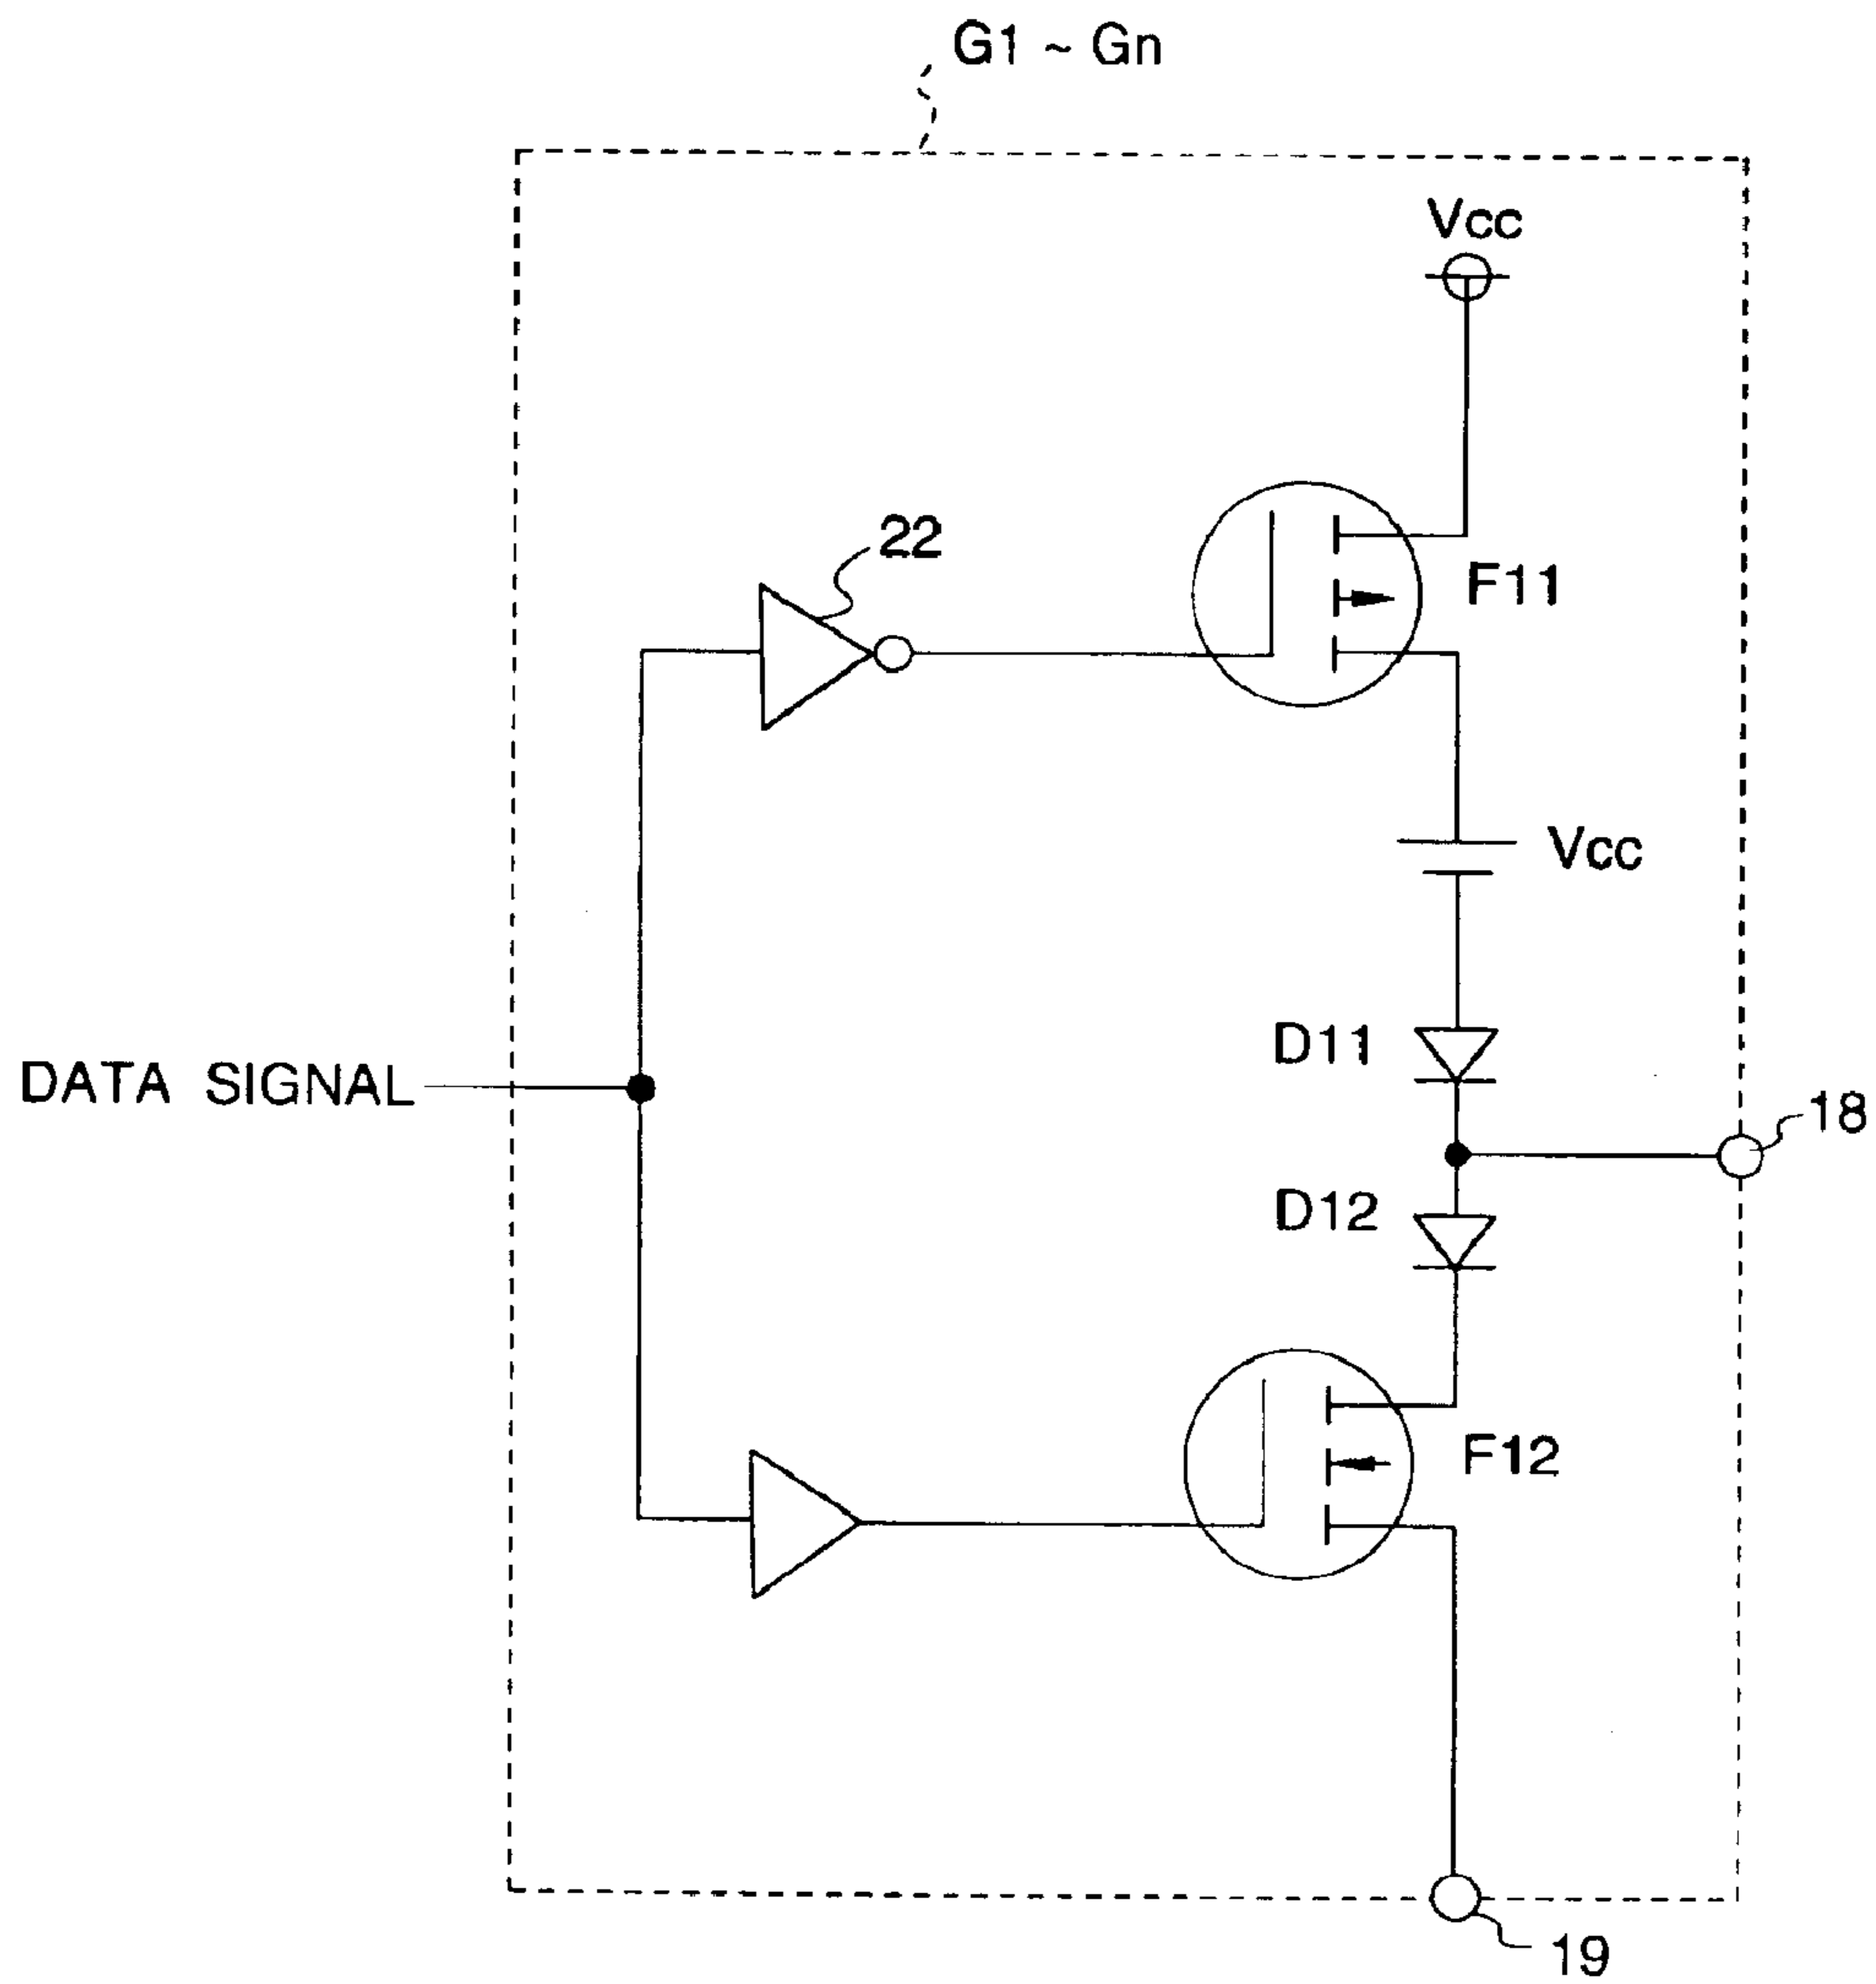 G1 ~ Gn
Vcc
22
F11
Vcc
D11
DATA SIGNAL
18
D12
F12
19